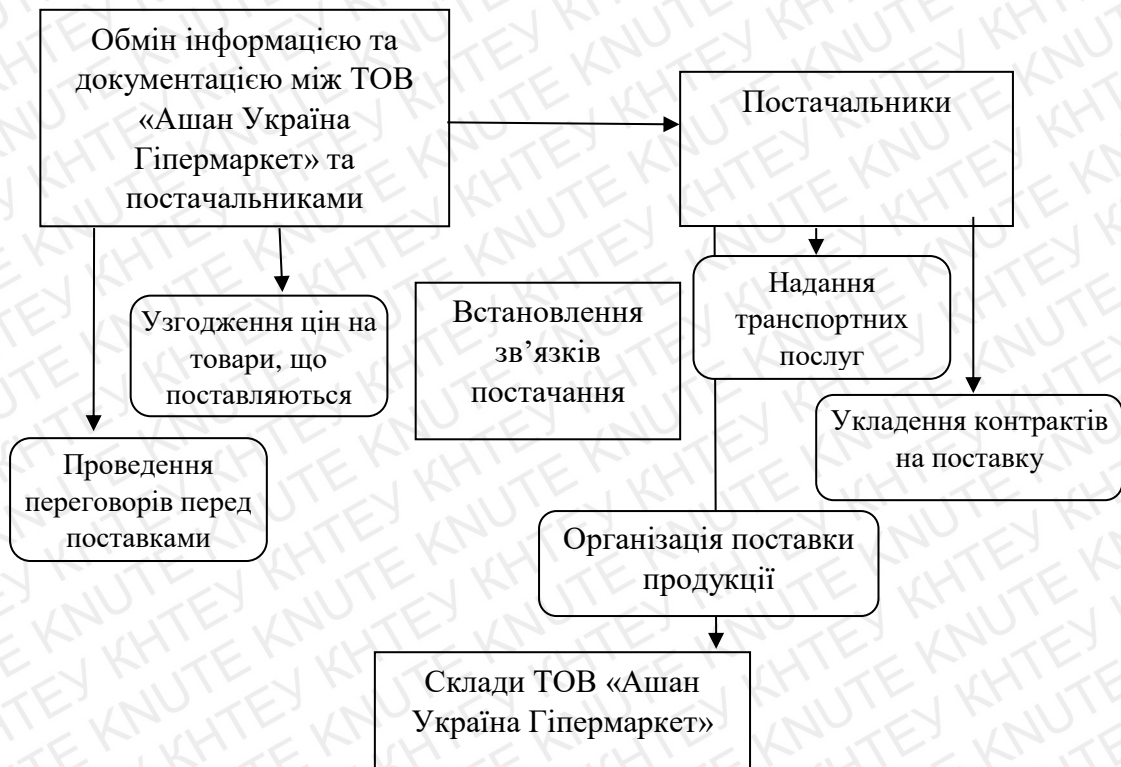 Обмін інформацією та
документацією між ТОВ
«Ашан Україна
Гіпермаркет» та
постачальниками
Постачальники
Надання
транспортних
послуг
Узгодження цін на
товари, що
поставляються
Встановлення
зв’язків
постачання
Укладення контрактів
на поставку
Проведення
переговорів перед
поставками
Організація поставки
продукції
Склади ТОВ «Ашан
Україна Гіпермаркет»